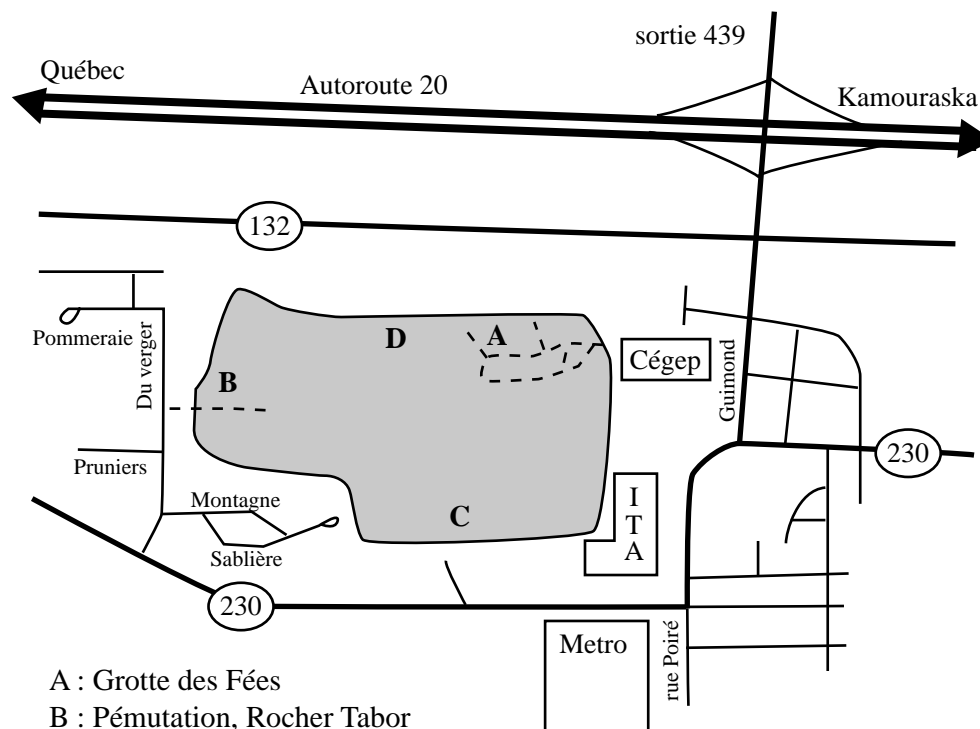 sortie 439
Québec
Autoroute 20
Kamouraska
132
Pommeraie
Du verger
D
A
B
Cégep
Guimond
230
Pruniers
Montagne
Sablière
C
I
T
A
230
Metro
rue Poiré
A : Grotte des Fées
B : Pémutation, Rocher Tabor